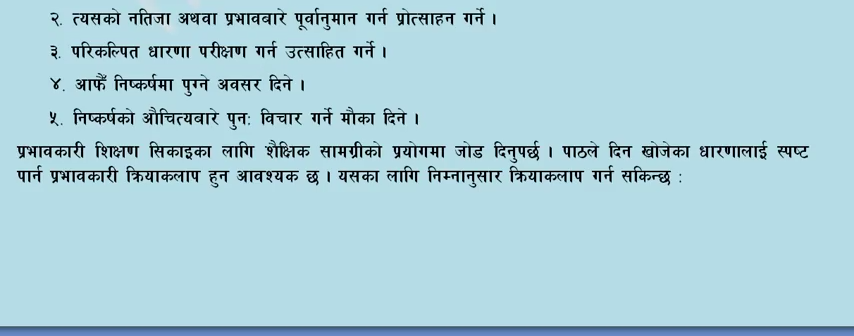 २. त्यसको नतिजा अथवा प्रभावबारे पूर्वानुमान गर्न प्रोत्साहन गर्ने ।
३. परिकल्पित धारणा परीक्षण गर्न उत्साहित गर्ने ।
४. आफैँ निष्कर्षमा पुग्ने अवसर दिने ।
५. निष्कर्षको औचित्यबारे पुनः विचार गर्ने मौका दिने ।
प्रभावकारी शिक्षण सिकाइका लागि शैक्षिक सामग्रीको प्रयोगमा जोड दिनुपर्छ । पाठले दिन खोजेका धारणालाई स्पष्ट
पार्न प्रभावकारी क्रियाकलाप हुन आवश्यक छ । यसका लागि निम्नानुसार क्रियाकलाप गर्न सकिन्छ :